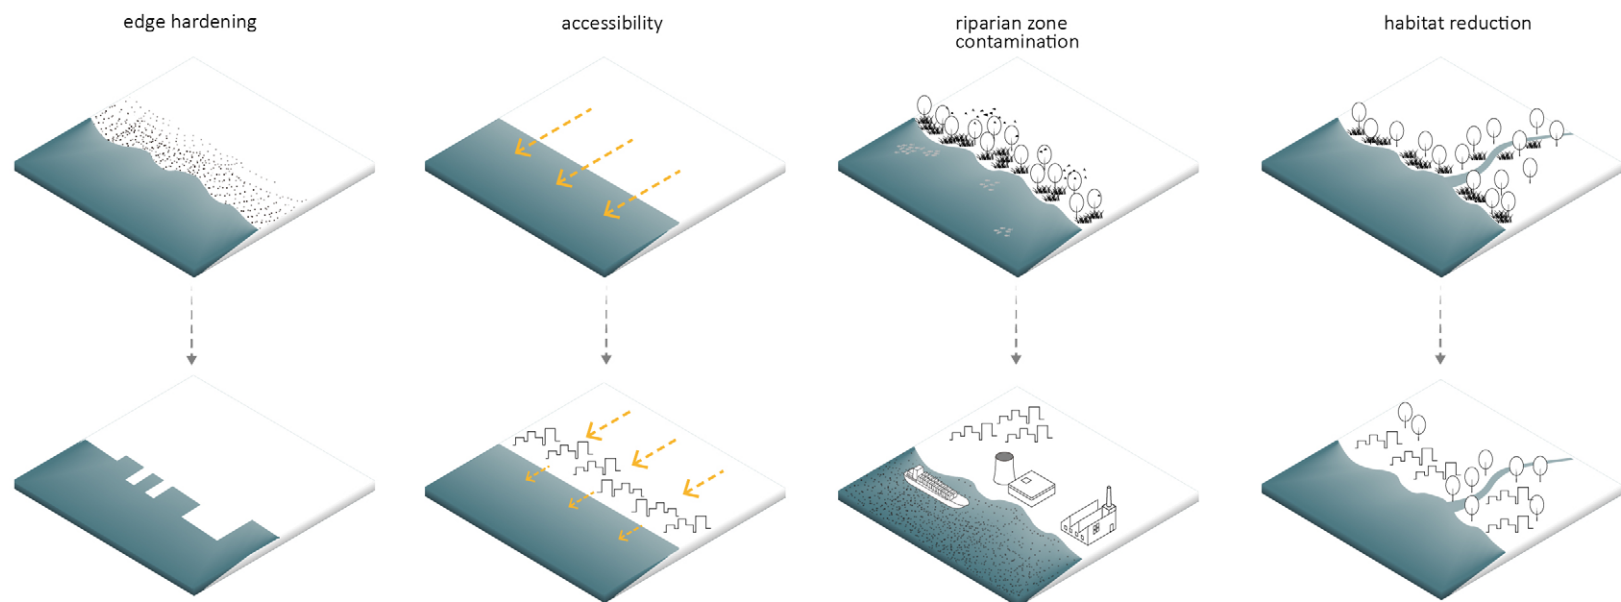 edge hardening
accessibility
riparian zone
contamination
habitat reduction